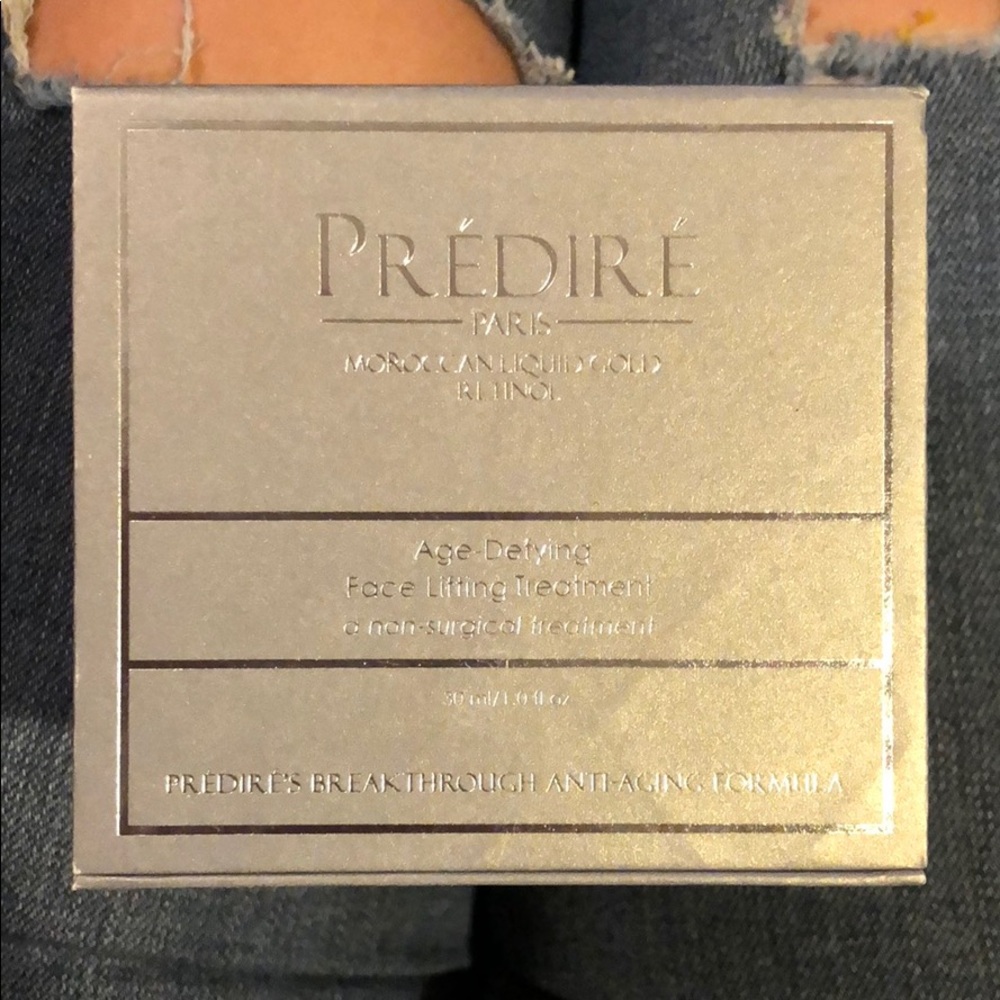 PRÉDIRÉ
PARIS
MOROCCAN LIQUID GOLD
RETINOL
Age-Defying
Face Lifting Treatment
a non-surgical treatment
30 ml/1.0 fl oz
PRÉDIRÉ'S BREAKTHROUGH ANTI-AGING FORMULA